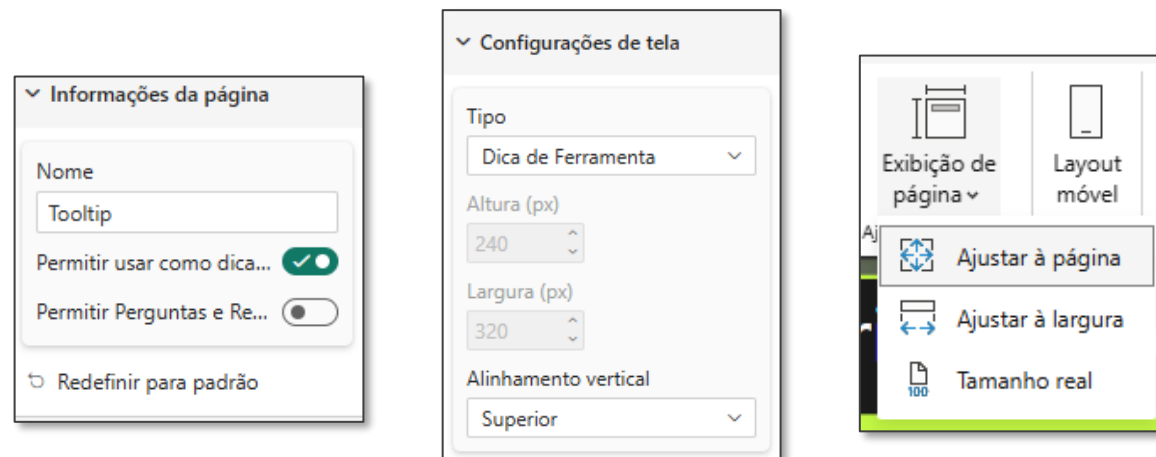 Informações da página
Nome
Tooltip
Permitir usar como dica...
Permitir Perguntas e Re...
Redefinir para padrão
Configurações de tela
Tipo
Dica de Ferramenta
Altura (px)
240
Largura (px)
320
Alinhamento vertical
Superior
Exibição de
página
Layout
móvel
Aj
Ajustar à página
Ajustar à largura
100
Tamanho real